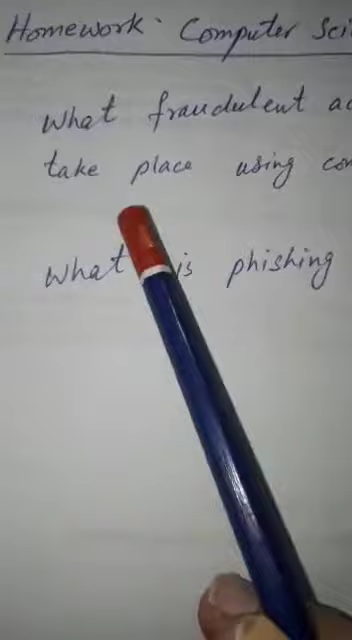 Homework. Computer
What fraudulent
take place using
What is phishing